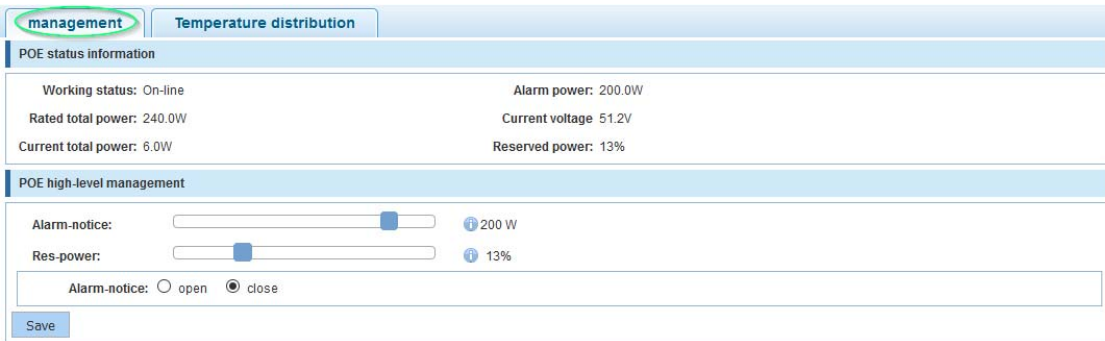 management Temperature distribution
POE status information
Working status: On-line Alarm power: 200.0W
Rated total power: 240.0W Current voltage 51.2V
Current total power: 6.0W Reserved power: 13%
POE high-level management
Alarm-notice: 200 W
Res-power: 13%
Alarm-notice: open close
Save